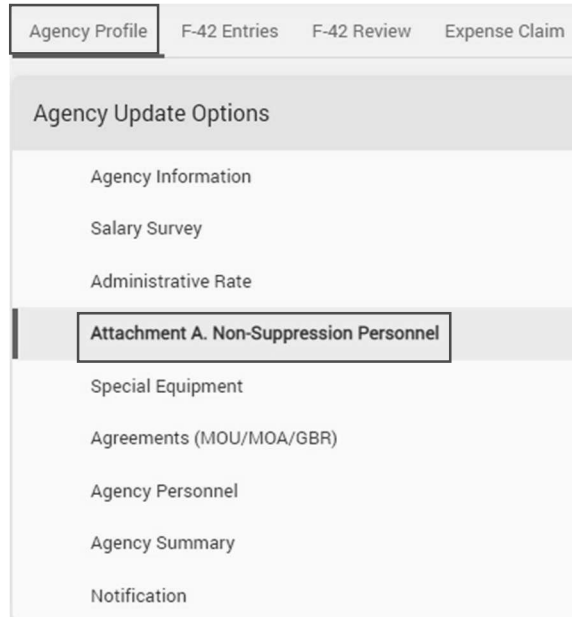 Agency Profile F-42 Entries F-42 Review Expense Claim
Agency Update Options
Agency Information
Salary Survey
Administrative Rate
Attachment A. Non-Suppression Personnel
Special Equipment
Agreements (MOU/MOA/GBR)
Agency Personnel
Agency Summary
Notification